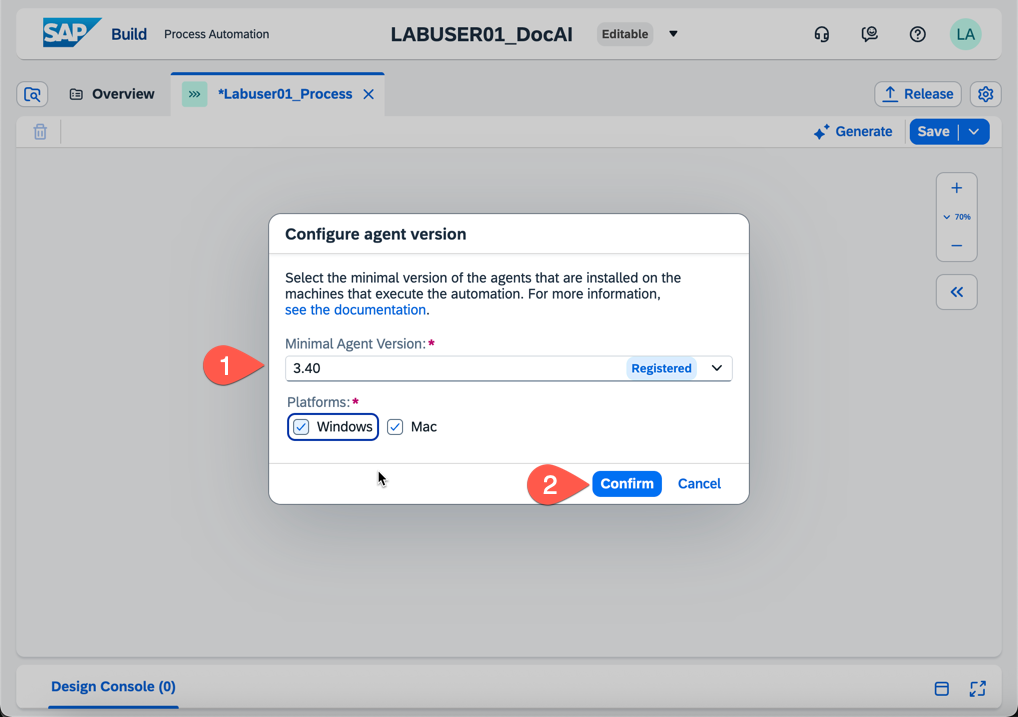 SAP Build Process Automation LABUSER01_DocAI Editable LA
Overview *Labuser01_Process Release
Generate Save
70%
Configure agent version
Select the minimal version of the agents that are installed on the
machines that execute the automation. For more information,
see the documentation.
Minimal Agent Version:*
1
3.40 Registered
Platforms:*
Windows Mac
2
Confirm Cancel
Design Console (0)